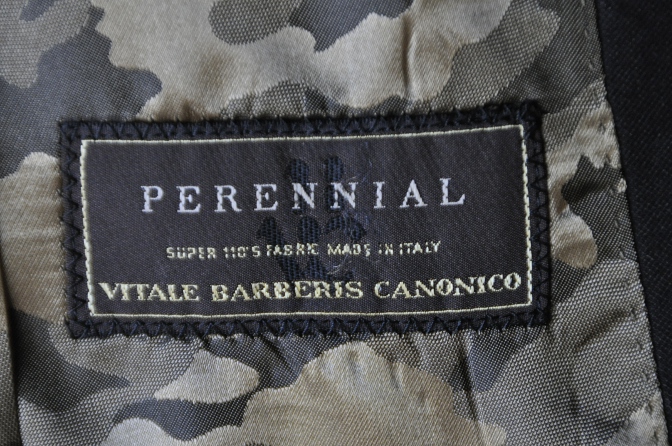 PERENNIAL
SUPER 110'S FABRIC MADE IN ITALY
VITALE BARBERIS CANONICO